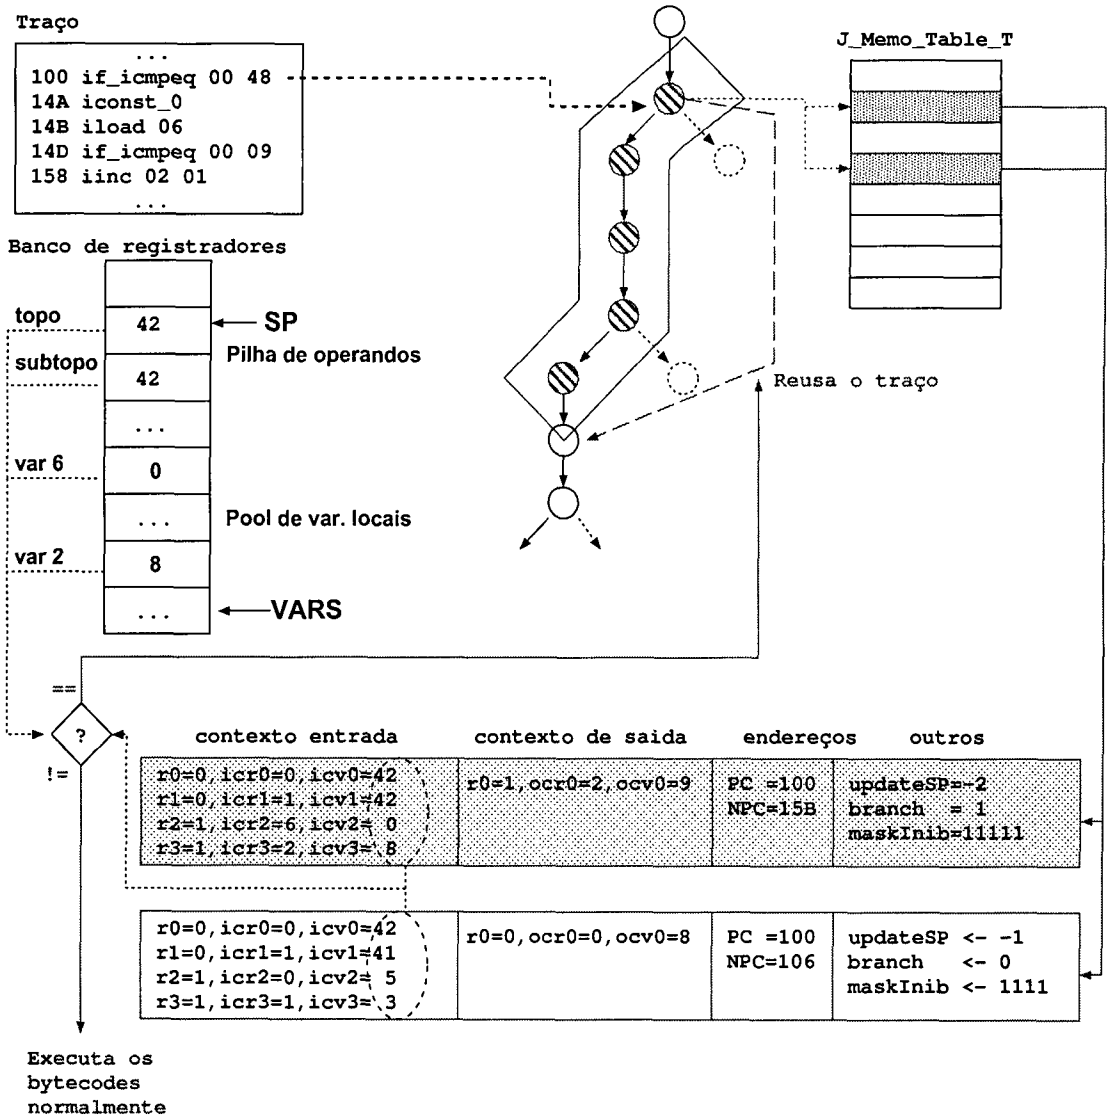 Traço
J_Memo_Table_T
...
100 if_icmpeq 00 48
14A iconst_0
14B iload 06
14D if_icmpeq 00 09
158 iinc 02 01
...
Banco de registradores
topo
42
SP
Pilha de operandos
subtopo
42
Reusa o traço
...
var 6
0
...
Pool de var. locais
var 2
8
...
VARS
==
?
!=
contexto entrada
contexto de saida
endereços
outros
r0=0,icr0=0,icv0=42
r1=0,icr1=1,icv1=42
r2=1,icr2=6,icv2= 0
r3=1,icr3=2,icv3= 8
r0=1,ocr0=2,ocv0=9
PC =100
NPC=15B
updateSP=-2
branch = 1
maskInib=11111
r0=0,icr0=0,icv0=42
r1=0,icr1=1,icv1=41
r2=1,icr2=0,icv2= 5
r3=1,icr3=1,icv3= 3
r0=0,ocr0=0,ocv0=8
PC =100
NPC=106
updateSP <- -1
branch <- 0
maskInib <- 1111
Executa os
bytecodes
normalmente